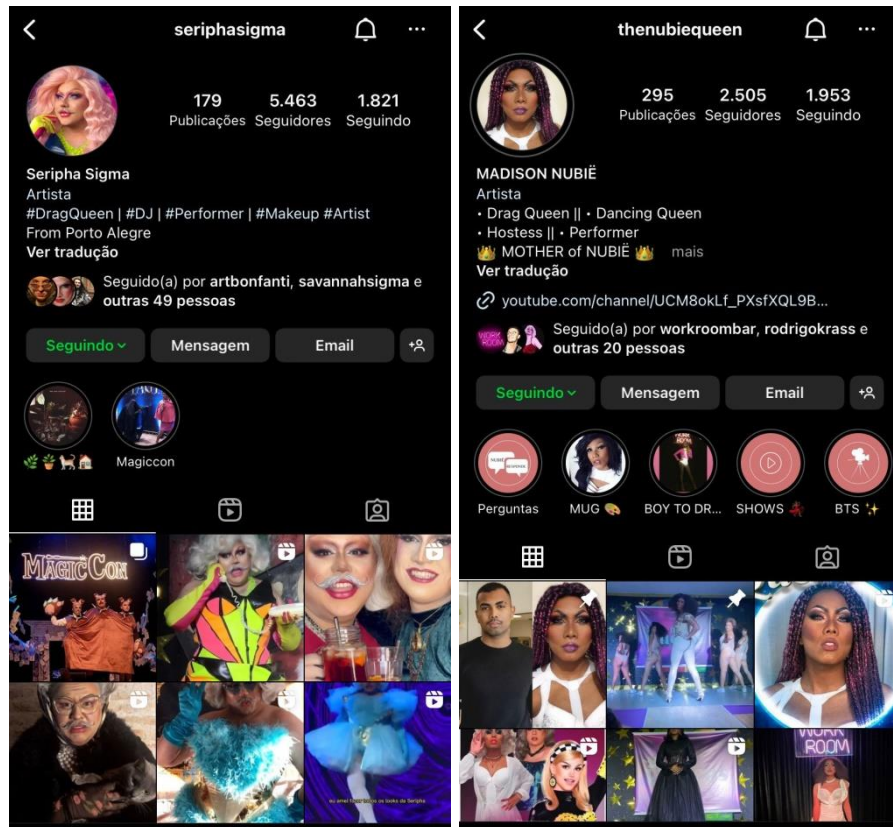 seriphasigma
179 5.463 1.821
Publicações Seguidores Seguindo
Seripha Sigma
Artista
#DragQueen | #DJ | #Performer | #Makeup #Artist
From Porto Alegre
Ver tradução
Seguido(a) por artbonfanti, savannahsigma e
outras 49 pessoas
Seguindo Mensagem Email
Magiccon
MAGICCON
thenubiequeen
295 2.505 1.953
Publicações Seguidores Seguindo
MADISON NUBIË
Artista
• Drag Queen || • Dancing Queen
• Hostess || • Performer
👑 MOTHER of NUBIË 👑 mais
Ver tradução
youtube.com/channel/UCM8okLf_PXsfXQL9B...
WORK
ROOM
Seguido(a) por workroombar, rodrigokrass e
outras 20 pessoas
Seguindo Mensagem Email
Perguntas MUG 🎨 BOY TO DR... SHOWS BTS ✨
WORK
ROOM